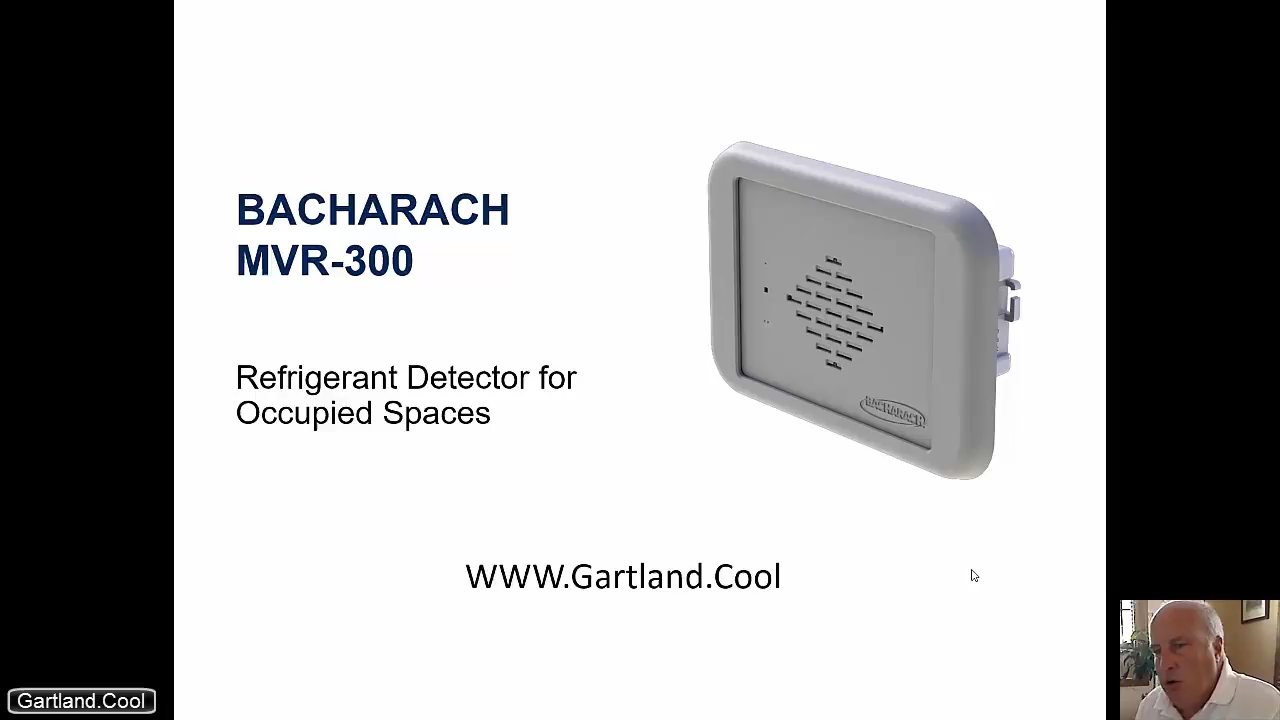 BACHARACH
MVR-300
BACHARACH
Refrigerant Detector for
Occupied Spaces
WWW.Gartland.Cool
Gartland.Cool